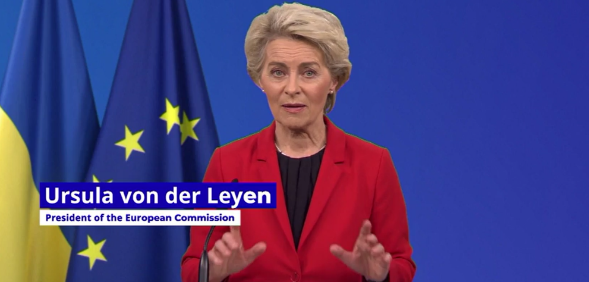 Ursula von der Leyen
President of the European Commission